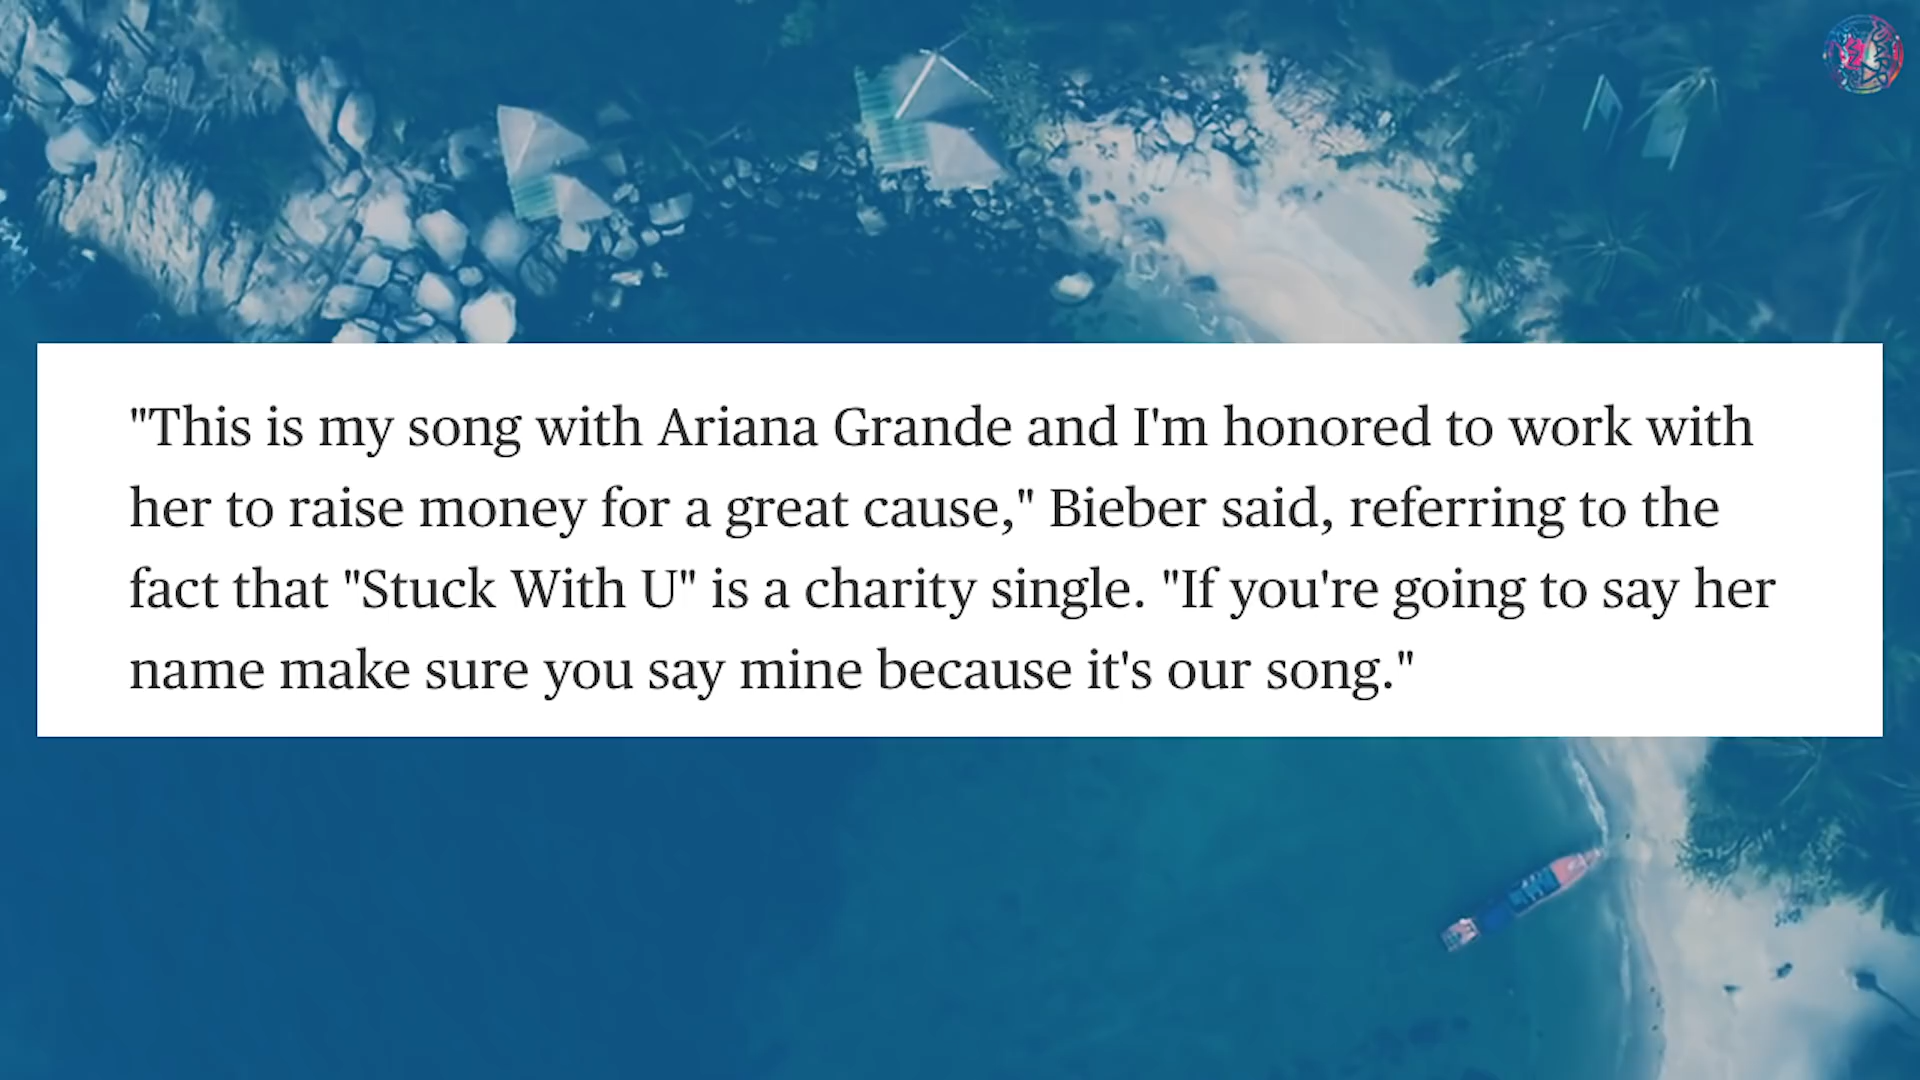 "This is my song with Ariana Grande and I'm honored to work with
her to raise money for a great cause," Bieber said, referring to the
fact that "Stuck With U" is a charity single. "If you're going to say her
name make sure you say mine because it's our song."